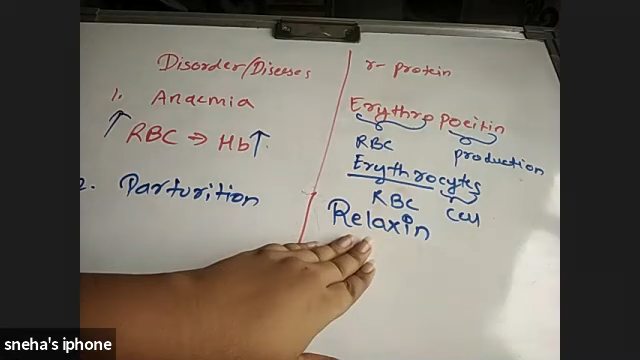 Disorder/Diseases
1. Anaemia
↑ RBC ⇒ Hb ↑
2. Parturition
r- protein
Erythropoeitin
RBC production
Erythrocytes
RBC Cell
Relaxin
sneha's iphone